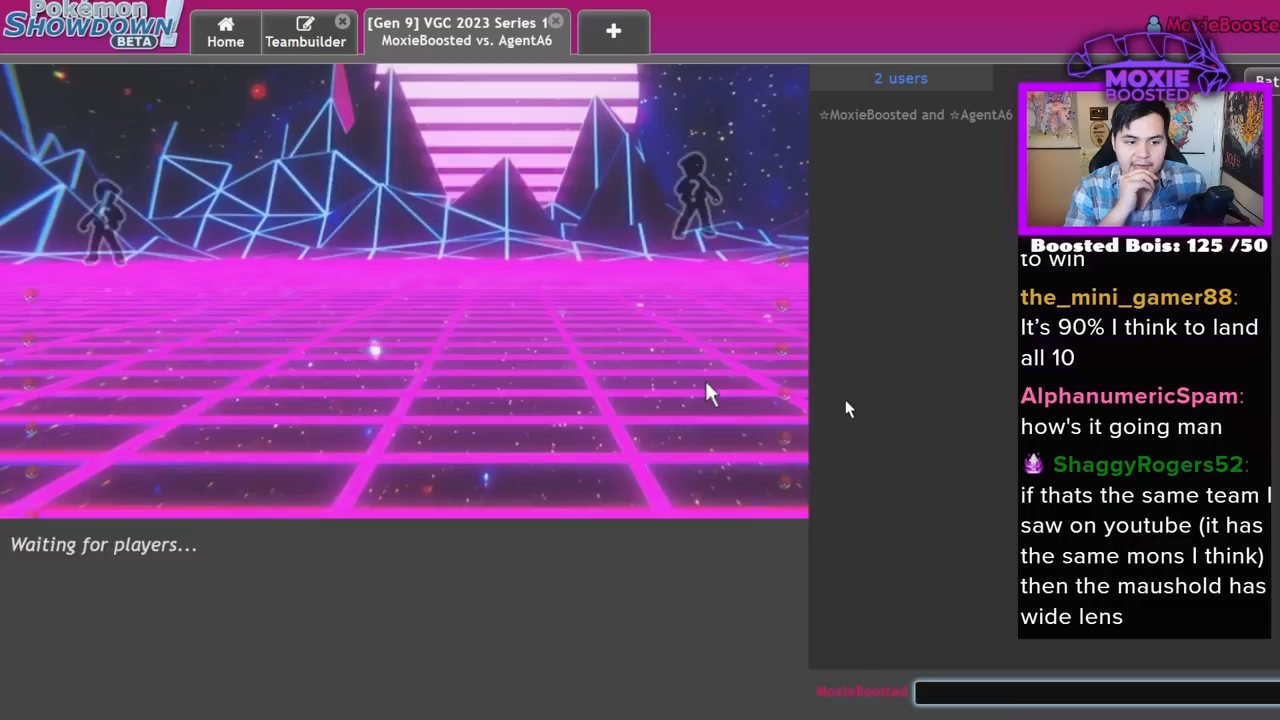 Pokémon
SHOWDOWN!
BETA
Home
Teambuilder
[Gen 9] VGC 2023 Series 1
MoxieBoosted vs. AgentA6
MoxieBooste
2 users
Bat
☆MoxieBoosted and ☆AgentA6
MOXIE
BOOSTED
Boosted Bois: 125 /50
to win
the_mini_gamer88:
It's 90% I think to land
all 10
AlphanumericSpam:
how's it going man
ShaggyRogers52:
if thats the same team I
saw on youtube (it has
the same mons I think)
then the maushold has
wide lens
Waiting for players...
MoxieBoosted